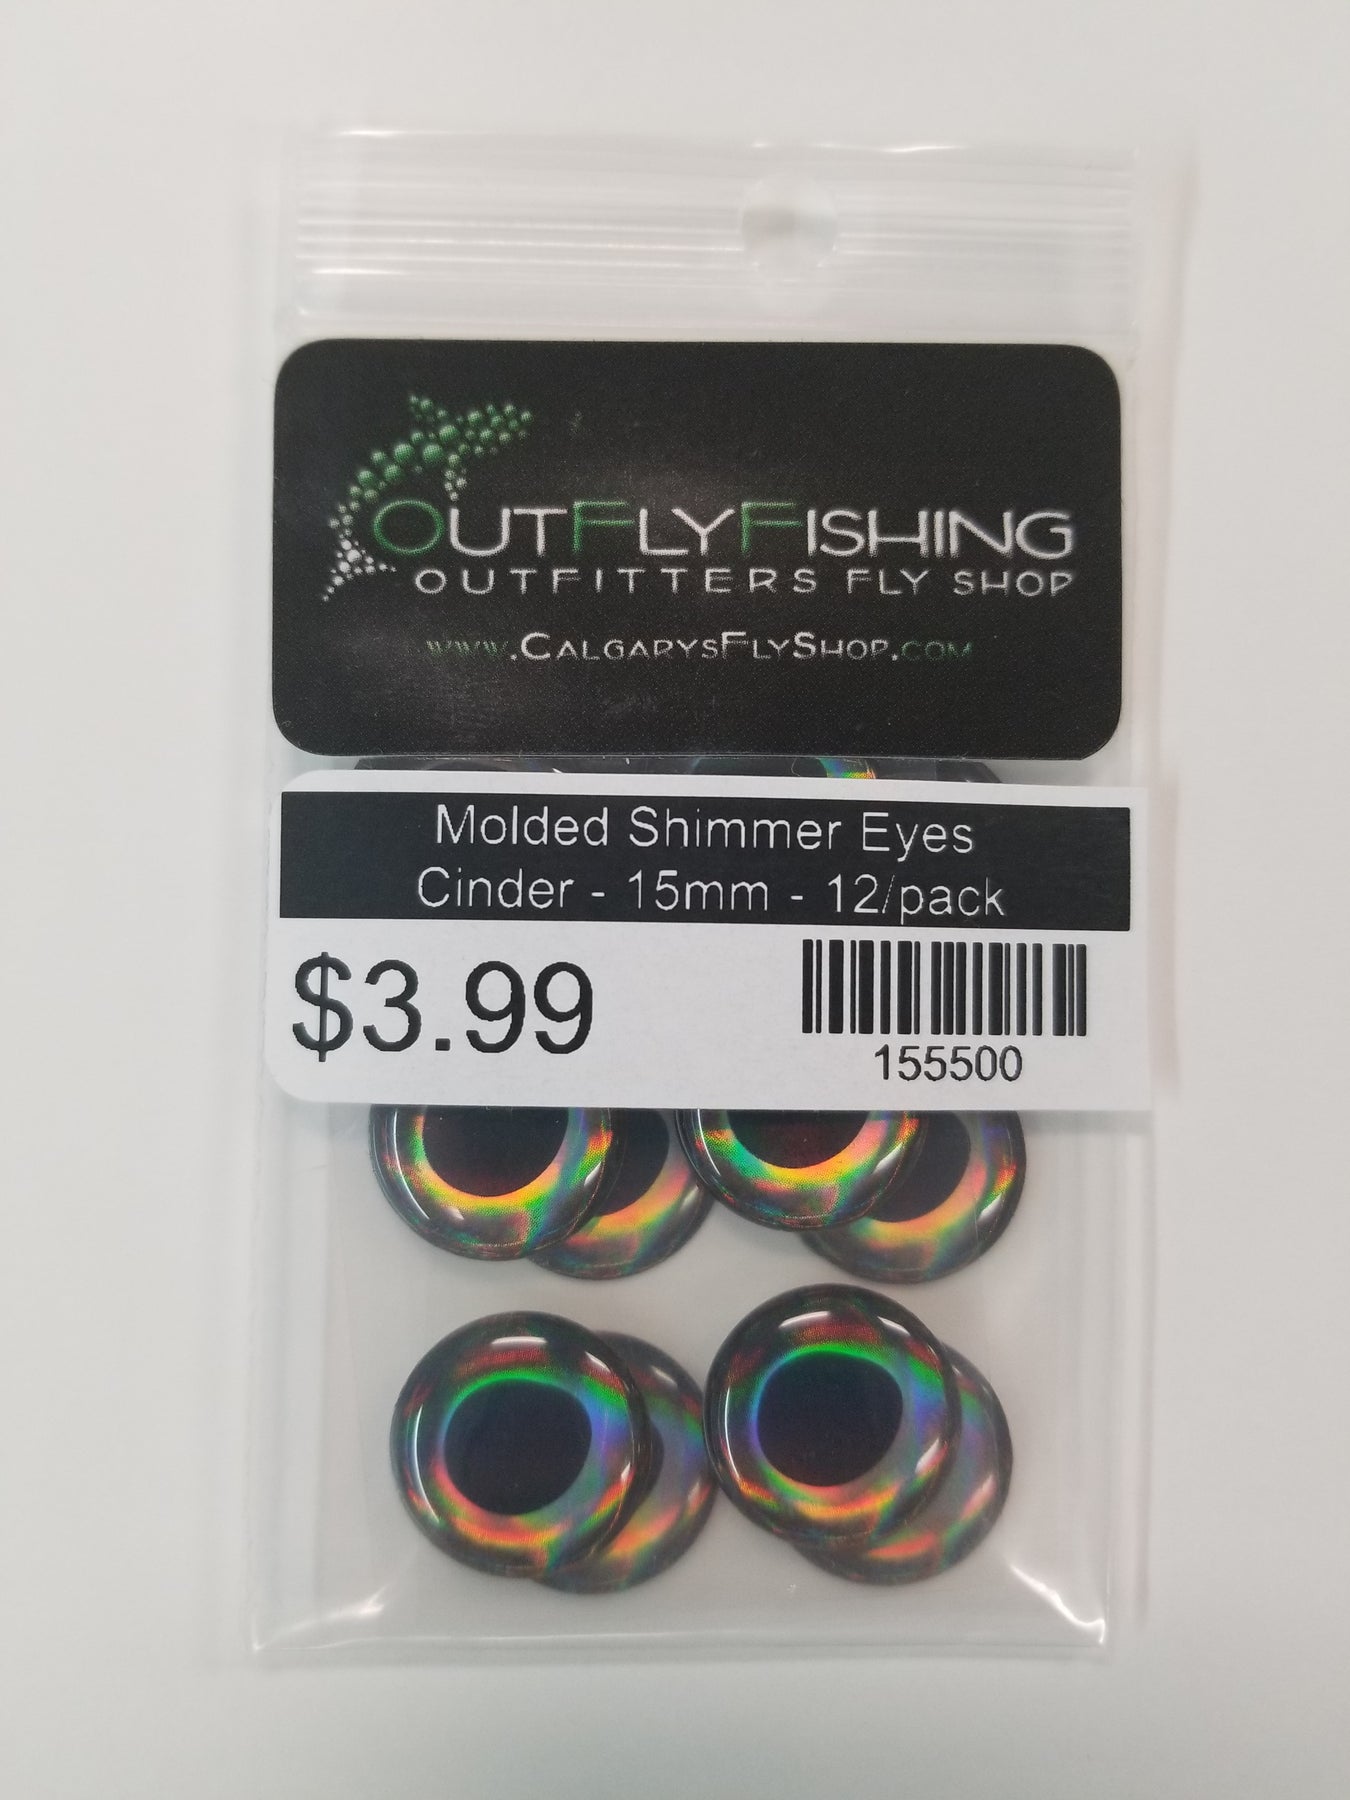 OutFlyFishing
OUTFITTERS FLY SHOP
www.CalgarysFlyShop.com
Molded Shimmer Eyes
Cinder - 15mm - 12/pack
$3.99
155500